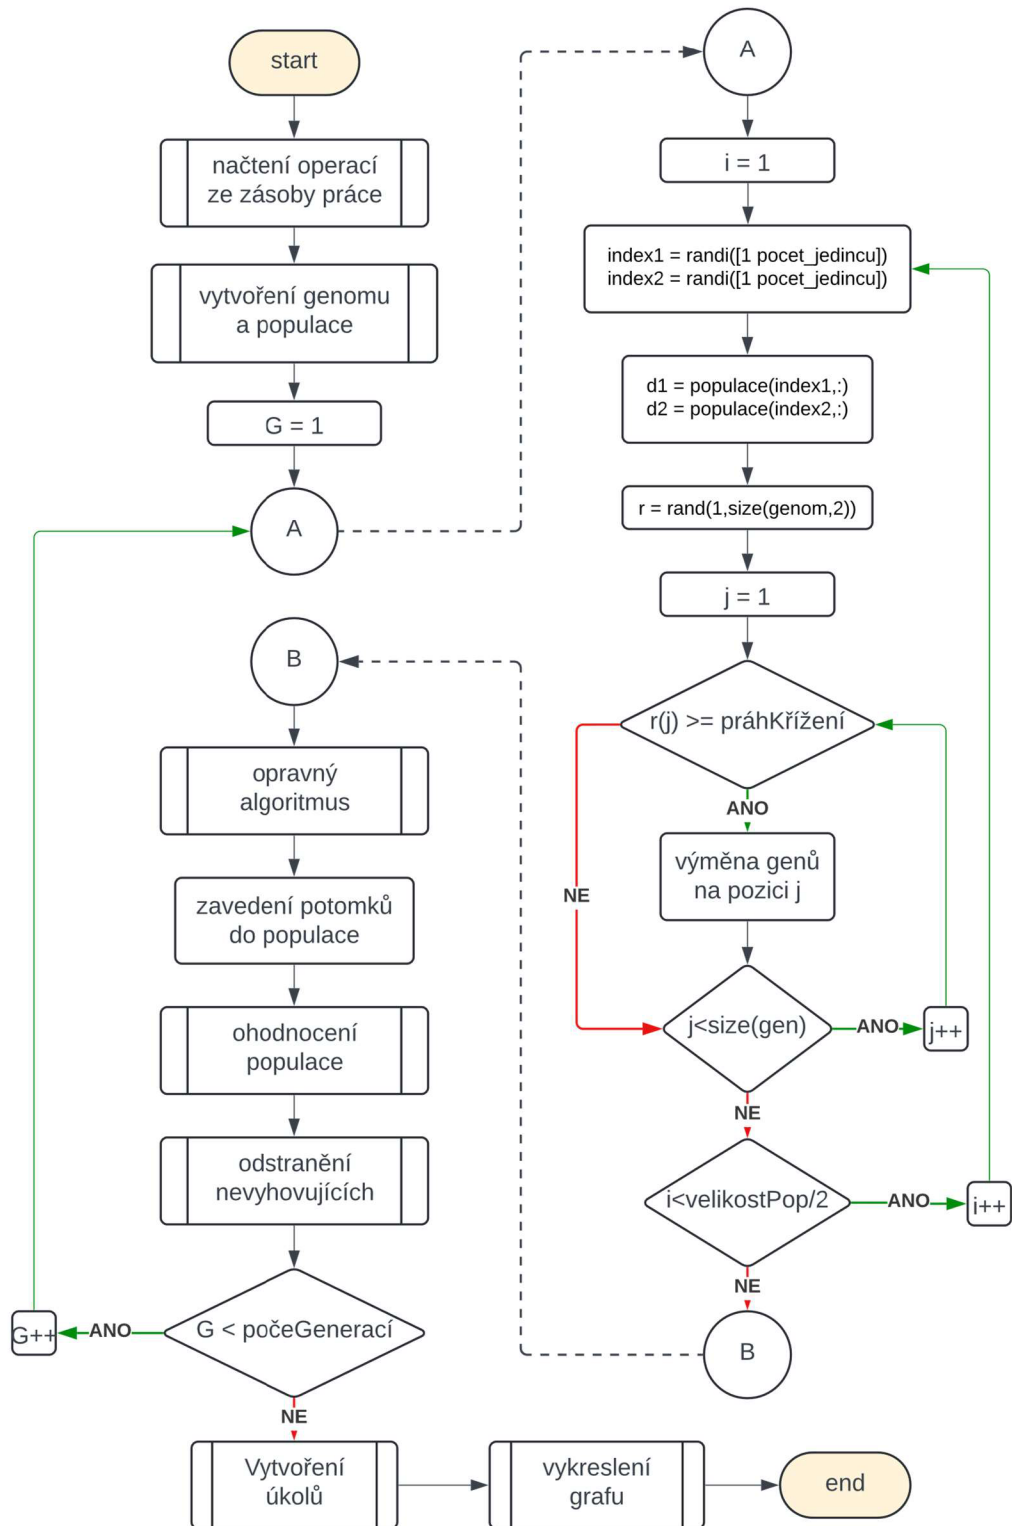 start
načtení operací
ze zásoby práce
vytvoření genomu
a populace
G = 1
A
B
opravný
algoritmus
zavedení potomků
do populace
ohodnocení
populace
odstranění
nevyhovujících
G < počeGenerací
ANO
G++
NE
Vytvoření
úkolů
vykreslení
grafu
end
A
i = 1
index1 = randi([1 pocet_jedincu])
index2 = randi([1 pocet_jedincu])
d1 = populace(index1,:)
d2 = populace(index2,:)
r = rand(1,size(genom,2))
j = 1
r(j) >= práhKřížení
ANO
NE
výměna genů
na pozici j
j<size(gen)
ANO
j++
NE
i<velikostPop/2
ANO
i++
NE
B